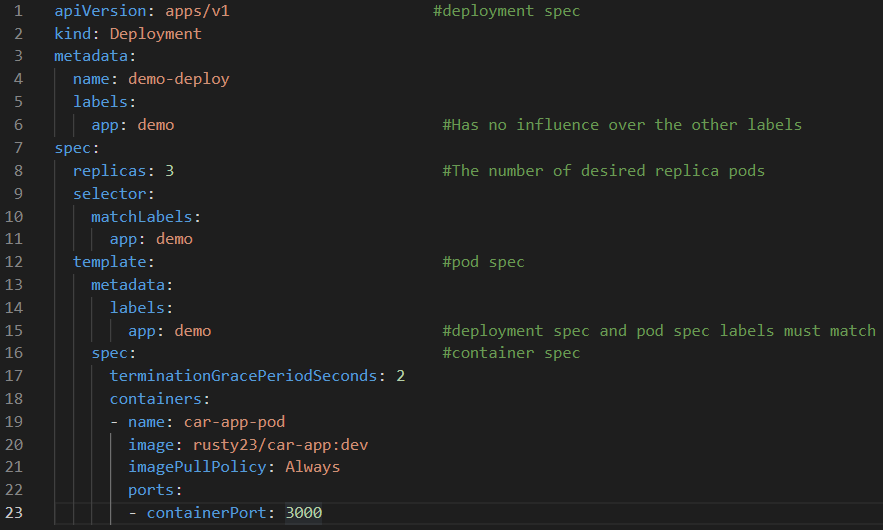 1 apiVersion: apps/v1 #deployment spec
2 kind: Deployment
3 metadata:
4   name: demo-deploy
5   labels:
6     app: demo #Has no influence over the other labels
7 spec:
8   replicas: 3 #The number of desired replica pods
9   selector:
10     matchLabels:
11       app: demo
12   template: #pod spec
13     metadata:
14       labels:
15         app: demo #deployment spec and pod spec labels must match
16     spec: #container spec
17       terminationGracePeriodSeconds: 2
18       containers:
19       - name: car-app-pod
20         image: rusty23/car-app:dev
21         imagePullPolicy: Always
22         ports:
23         - containerPort: 3000